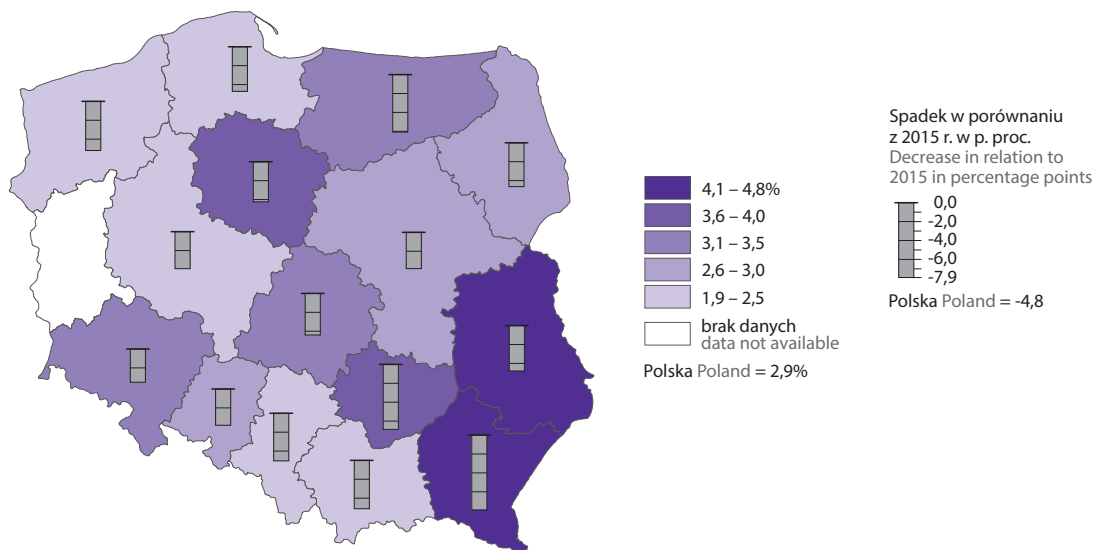 4,1 – 4,8%
3,6 – 4,0
3,1 – 3,5
2,6 – 3,0
1,9 – 2,5
brak danych
data not available
Polska Poland = 2,9%
Spadek w porównaniu
z 2015 r. w p. proc.
Decrease in relation to
2015 in percentage points
0,0
-2,0
-4,0
-6,0
-7,9
Polska Poland = -4,8